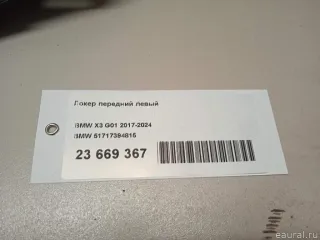 Локер передний левый
BMW X3 G01 2017-2024
BMW 51717394815
23 669 367
eaural.ru